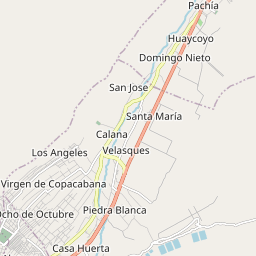 Pachia
Huaycoyo
Domingo Nieto
San Jose
Santa María
Calana
Los Angeles
Velasques
Virgen de Copacabana
Ocho de Octubre
Piedra Blanca
Casa Huerta